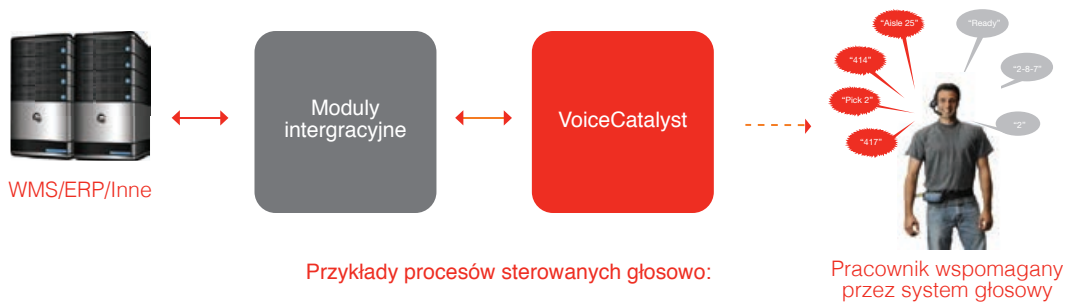 "Aisle 25"
"Ready"
"414"
"2-8-7"
"Pick 2"
"2"
"417"
Moduly
intergracyjne
VoiceCatalyst
WMS/ERP/Inne
Przykłady procesów sterowanych głosowo:
Pracownik wspomagany
przez system głosowy